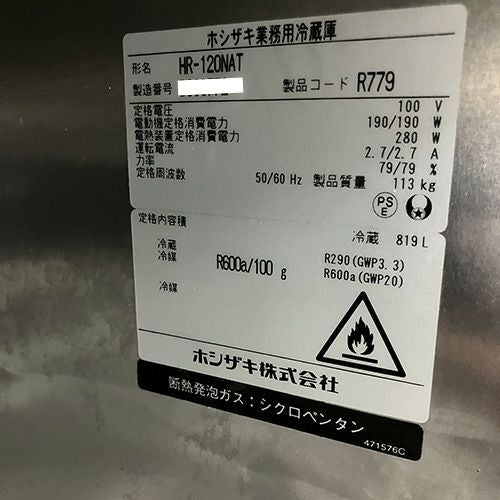 ホシザキ業務用冷蔵庫
形名 HR-120NAT
製造番号 製品コード R779
定格電圧 100 V
電動機定格消費電力 190/190 W
電熱装置定格消費電力 280 W
運転電流 2.7/2.7 A
力率 79/79 %
定格周波数 50/60 Hz 製品質量 113 kg
PS
E
定格内容積 冷蔵 819 L
冷蔵
冷媒 R600a/100 g R290(GWP3.3)
冷媒 R600a(GWP20)
ホシザキ株式会社
断熱発泡ガス:シクロペンタン
471576C